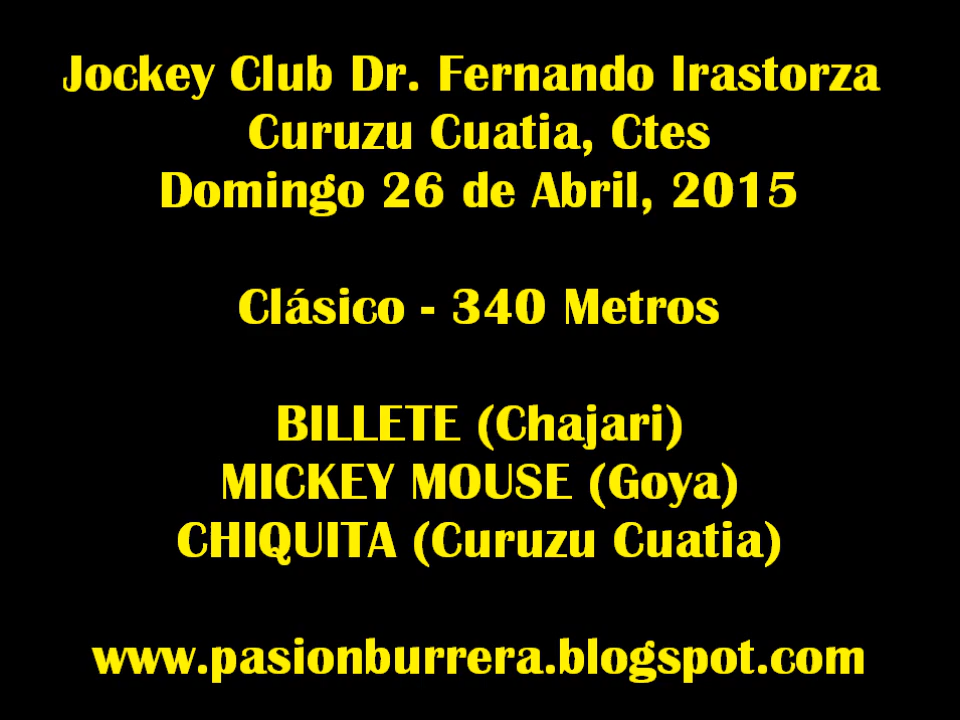 Jockey Club Dr. Fernando Irastorza
Curuzu Cuatia, Ctes
Domingo 26 de Abril, 2015
Clásico - 340 Metros
BILLETE (Chajari)
MICKEY MOUSE (Goya)
CHIQUITA (Curuzu Cuatia)
www.pasionburrera.blogspot.com